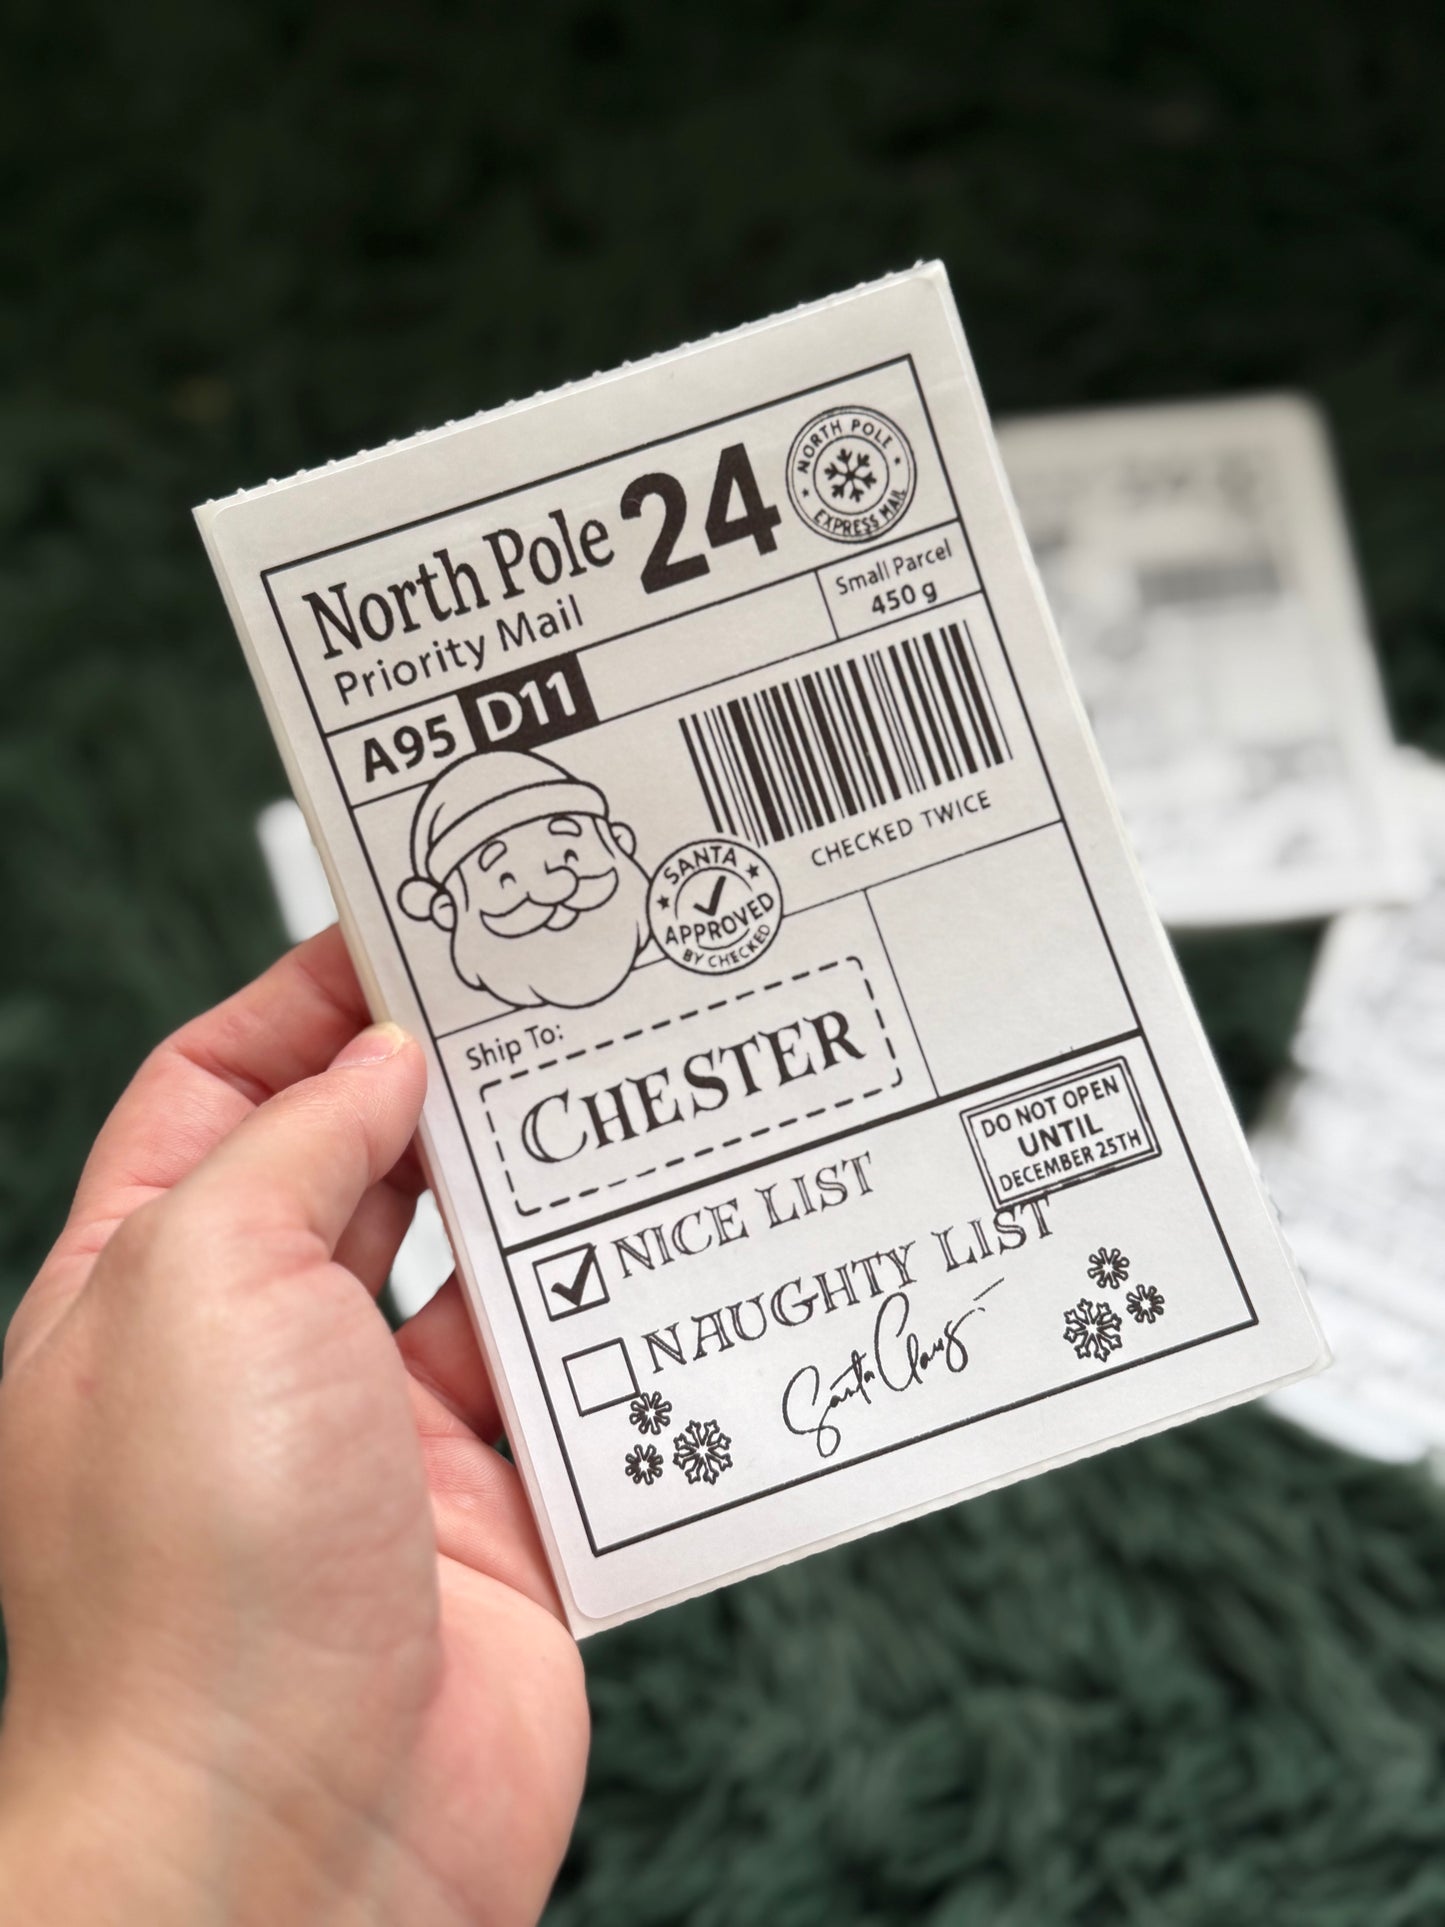 North Pole 24
Priority Mail
NORTH POLE
EXPRESS MAIL
Small Parcel
450 g
A95 D11
CHECKED TWICE
SANTA
APPROVED
BY CHECKED
Ship To:
CHESTER
DO NOT OPEN
UNTIL
DECEMBER 25TH
NICE LIST
NAUGHTY LIST
Santa Claus